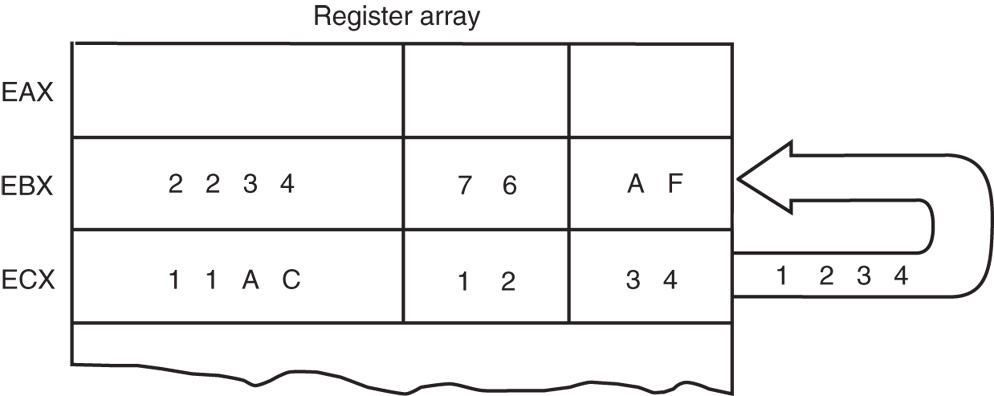 Register array
EAX
EBX 2 2 3 4 7 6 A F
ECX 1 1 A C 1 2 3 4 1 2 3 4